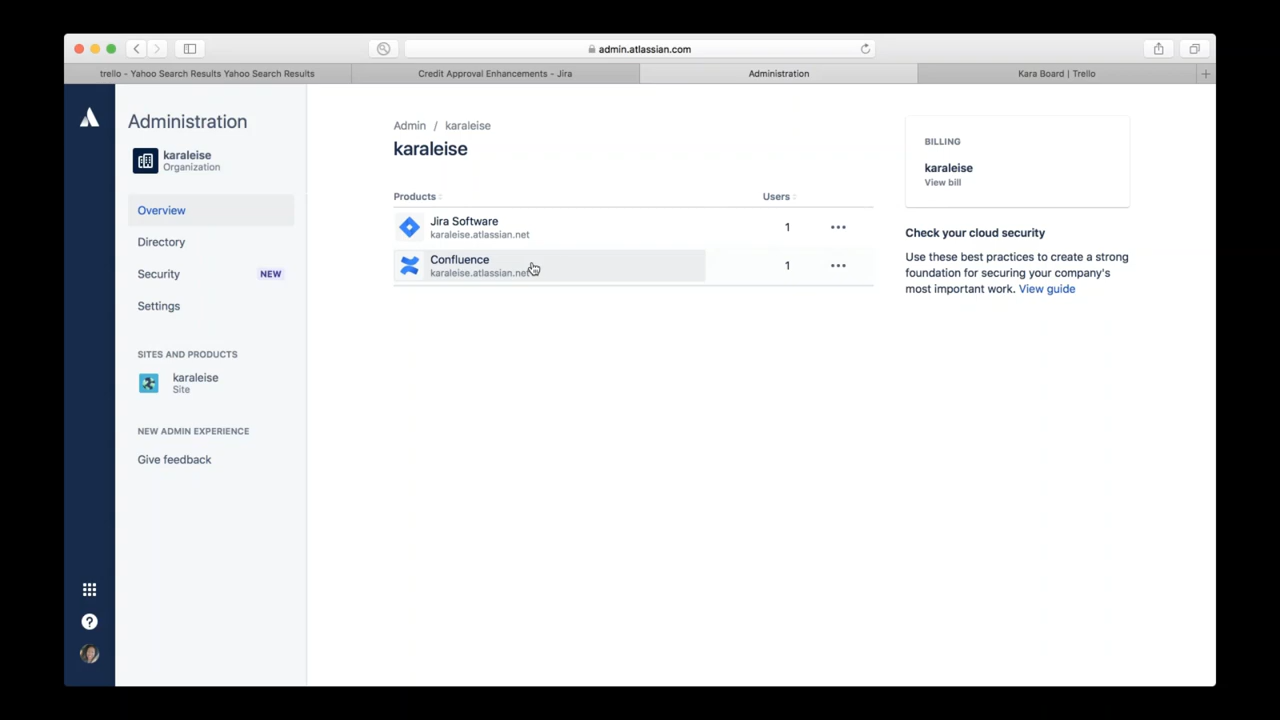 admin.atlassian.com
trello - Yahoo Search Results Yahoo Search Results
Credit Approval Enhancements - Jira
Administration
Kara Board | Trello
Administration
karaleise
Organization
Overview
Directory
Security NEW
Settings
SITES AND PRODUCTS
karaleise
Site
NEW ADMIN EXPERIENCE
Give feedback
Admin / karaleise
karaleise
Products Users
Jira Software
karaleise.atlassian.net
1
Confluence
karaleise.atlassian.net
1
BILLING
karaleise
View bill
Check your cloud security
Use these best practices to create a strong
foundation for securing your company's
most important work. View guide